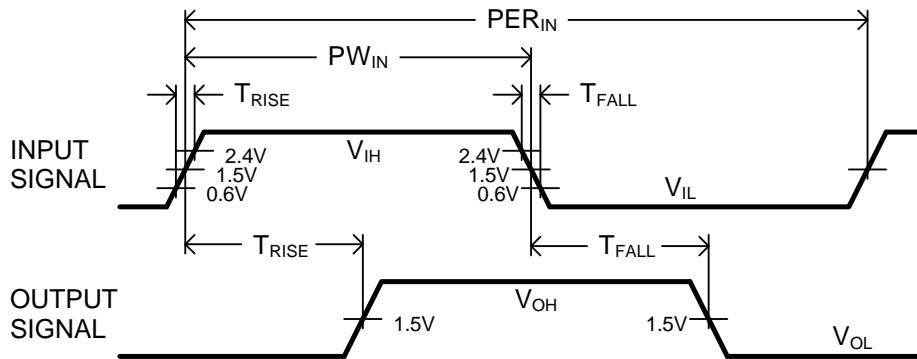 PER_IN
PW_IN
T_RISE
T_FALL
INPUT
SIGNAL
2.4V
1.5V
0.6V
V_IH
2.4V
1.5V
0.6V
V_IL
T_RISE
T_FALL
OUTPUT
SIGNAL
1.5V
V_OH
1.5V
V_OL